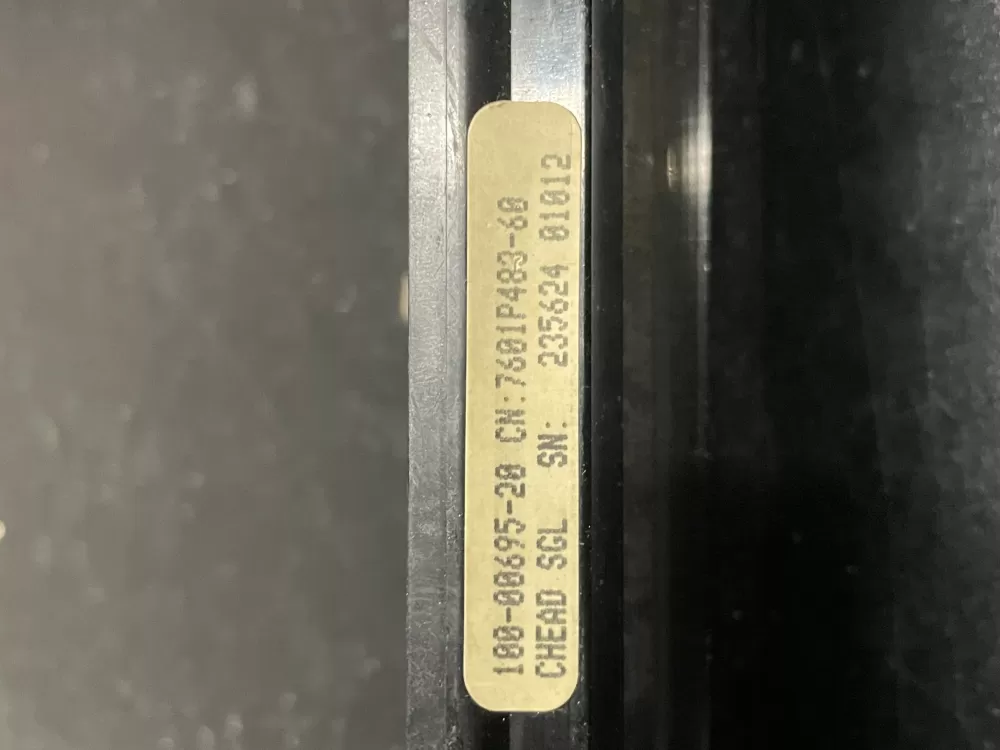 100-00695-20 CN:7601P483-60
CHEAD SGL SN: 235624 01012